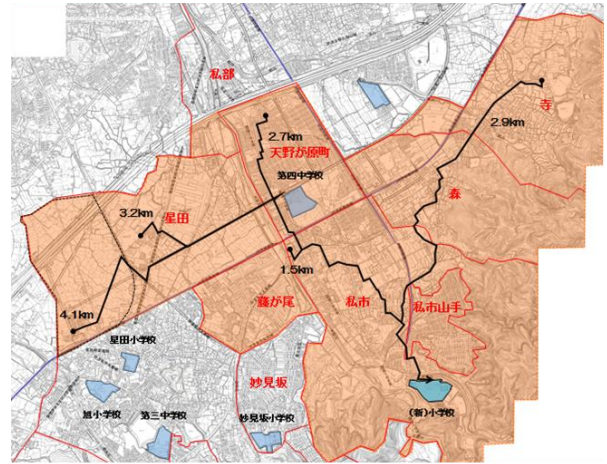 私部
寺
2.9km
2.7km
天野が原町
第四中学校
森
3.2km
星田
1.5km
4.1km
藤が尾
私市
私市山手
星田小学校
妙見坂
旭小学校
第三中学校
妙見坂小学校
(新)小学校